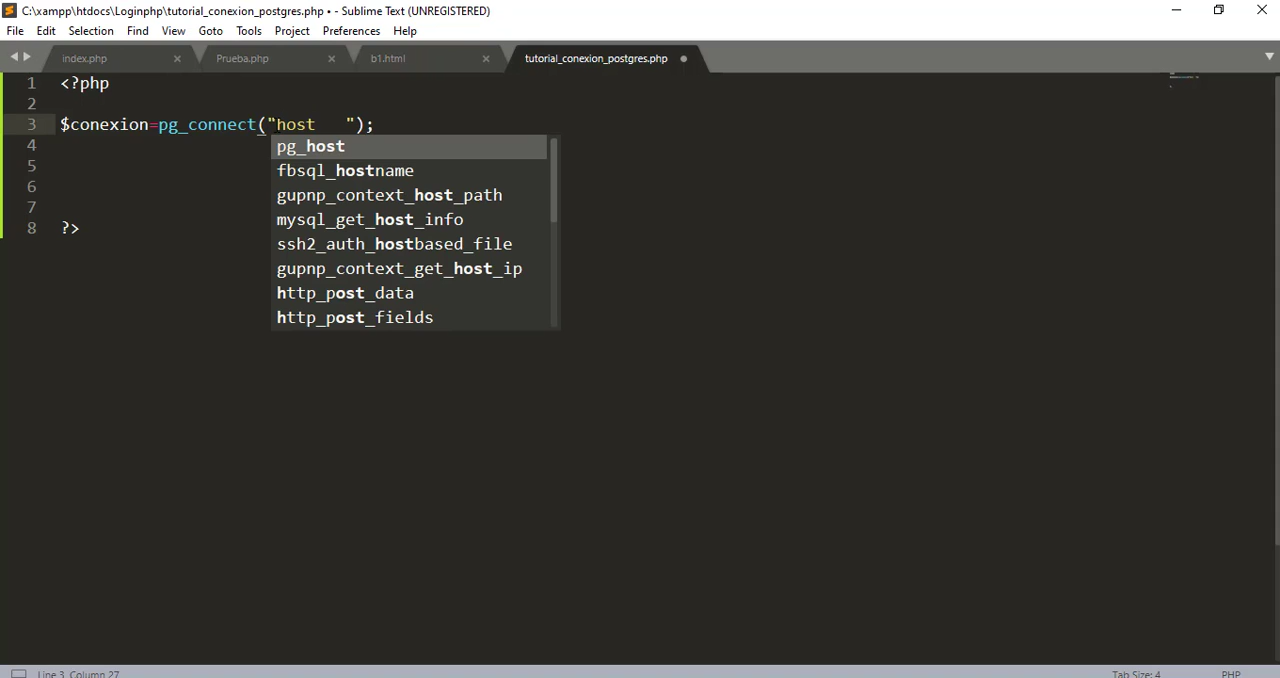 C:\xampp\htdocs\Loginphp\tutorial_conexion_postgres.php • - Sublime Text (UNREGISTERED)
File Edit Selection Find View Goto Tools Project Preferences Help
index.php Prueba.php b1.html tutorial_conexion_postgres.php
1 <?php
2
3 $conexion=pg_connect("host   ");
4 pg_host
5 fbsql_hostname
6 gupnp_context_host_path
7 mysql_get_host_info
8 ?> ssh2_auth_hostbased_file
gupnp_context_get_host_ip
http_post_data
http_post_fields
Line 3, Column 27 Tab Size: 4 PHP